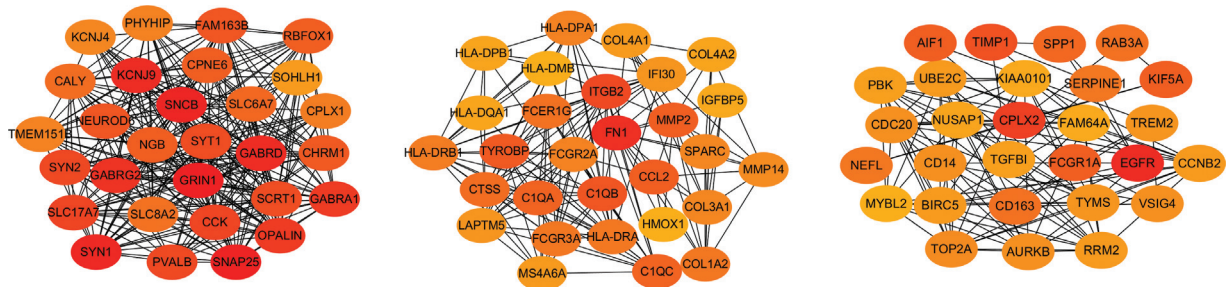 PHYHIP
FAM163B
KCNJ4
RBFOX1
CPNE6
CALY
KCNJ9
SOHLH1
SNCB
SLC6A7
CPLX1
TMEM151B
NEUROD6
NGB
SYT1
GABRD
CHRM1
SYN2
GABRG2
GRIN1
GABRA1
SLC17A7
SLC8A2
CCK
SCRT1
OPALIN
SYN1
PVALB
SNAP25
HLA-DPA1
COL4A1
HLA-DPB1
COL4A2
HLA-DMB
IFI30
ITGB2
IGFBP5
HLA-DQA1
FCER1G
MMP2
FN1
HLA-DRB1
TYROBP
FCGR2A
SPARC
MMP14
CCL2
CTSS
C1QA
C1QB
COL3A1
LAPTM5
HMOX1
FCGR3A
HLA-DRA
MS4A6A
C1QC
COL1A2
AIF1
TIMP1
SPP1
RAB3A
PBK
UBE2C
KIAA0101
SERPINE1
KIF5A
CDC20
NUSAP1
CPLX2
FAM64A
TREM2
NEFL
CD14
TGFBI
FCGR1A
EGFR
CCNB2
MYBL2
BIRC5
CD163
TYMS
VSIG4
TOP2A
AURKB
RRM2